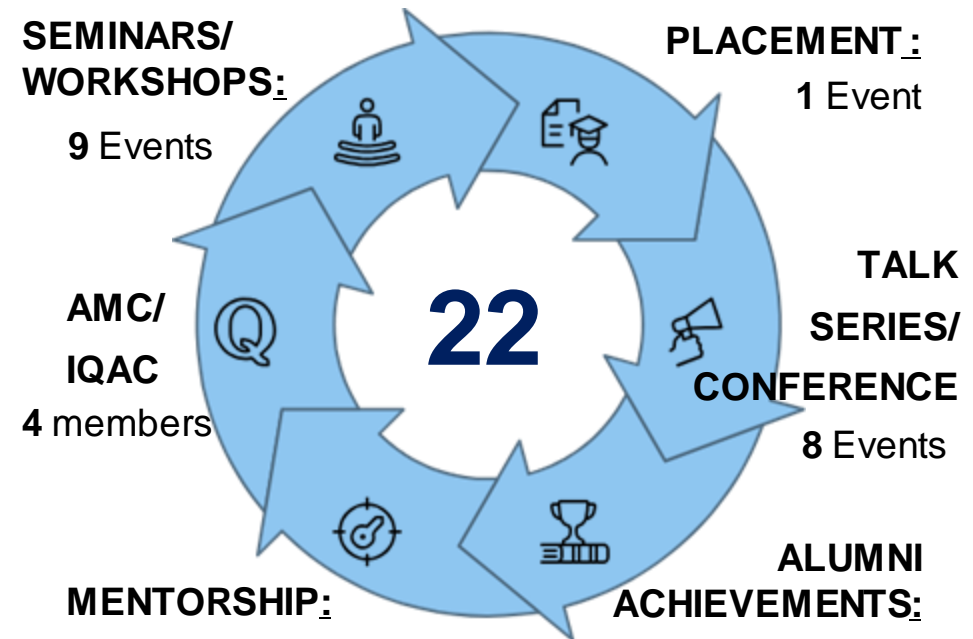 SEMINARS/
WORKSHOPS:
9 Events
PLACEMENT :
1 Event
TALK
SERIES/
CONFERENCE
8 Events
ALUMNI
ACHIEVEMENTS:
MENTORSHIP:
AMC/
IQAC
4 members
Q
22